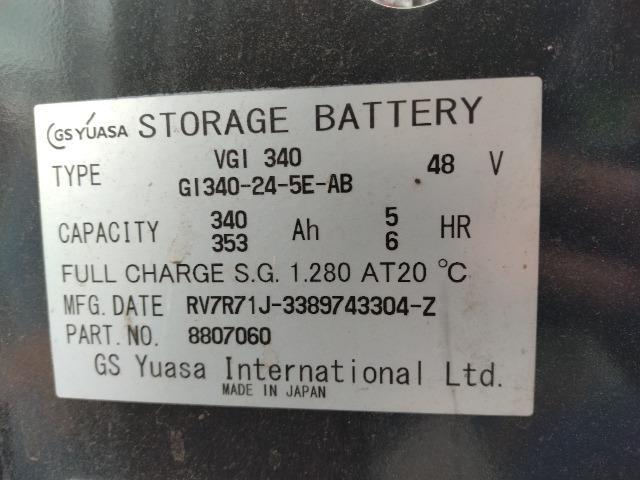 GS YUASA STORAGE BATTERY
TYPE VGI 340 48 V
GI340-24-5E-AB
CAPACITY 340 Ah 5 HR
353 6
FULL CHARGE S.G. 1.280 AT20 °C
MFG. DATE RV7R71J-3389743304-Z
PART. NO. 8807060
GS Yuasa International Ltd.
MADE IN JAPAN